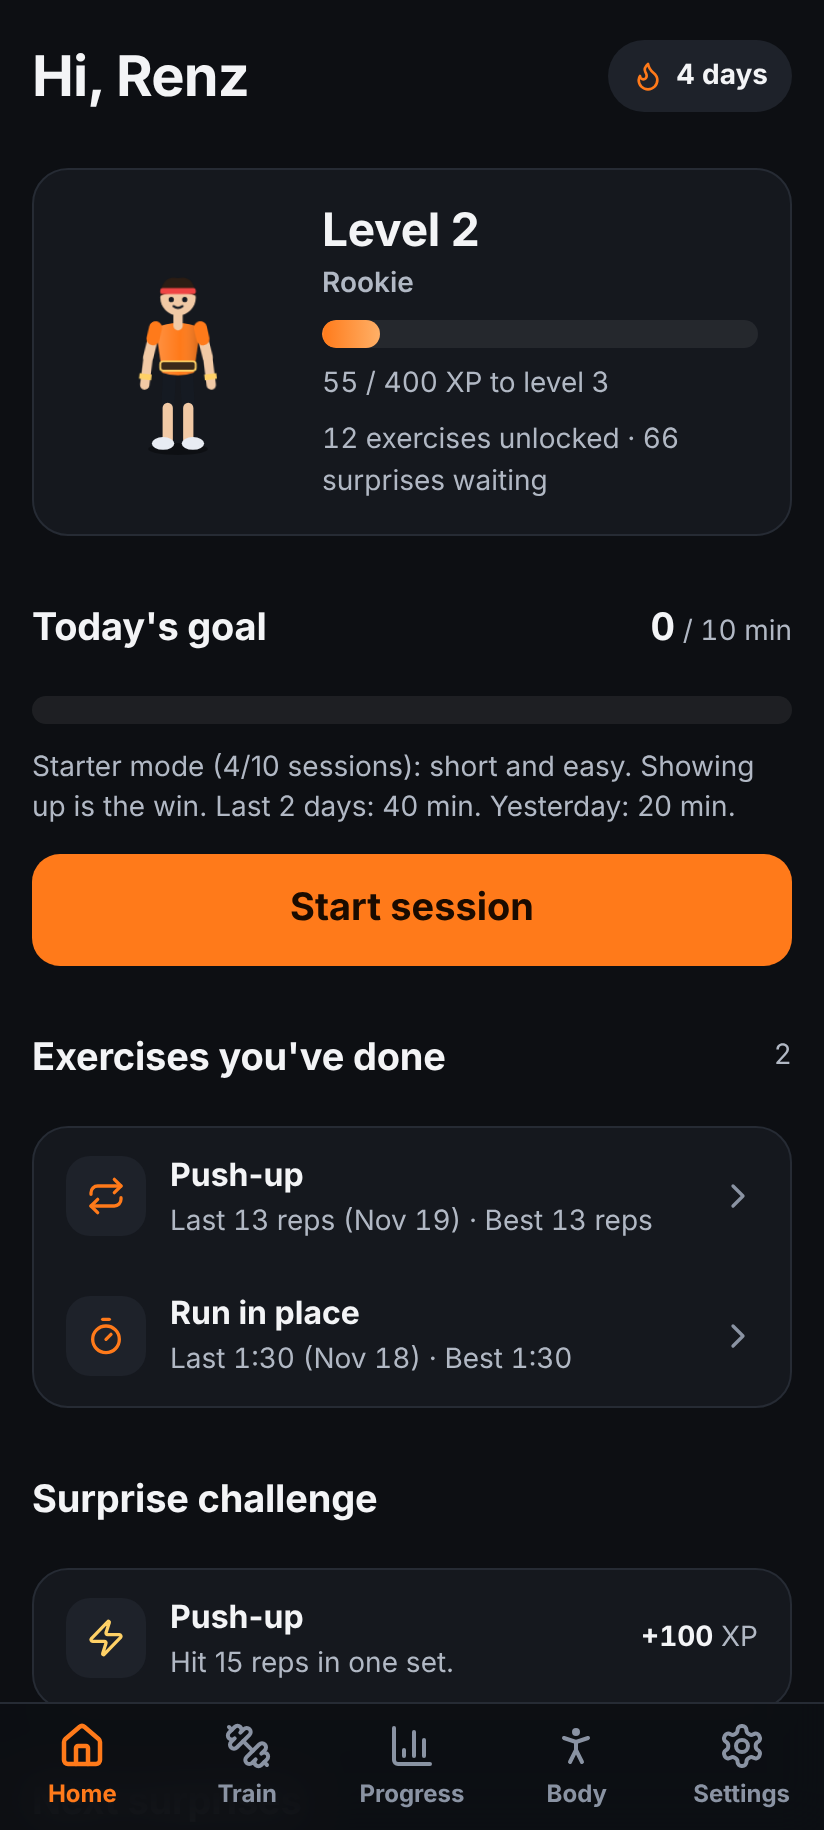 Hi, Renz
4 days
Level 2
Rookie
55 / 400 XP to level 3
12 exercises unlocked · 66
surprises waiting
Today's goal
0 / 10 min
Starter mode (4/10 sessions): short and easy. Showing
up is the win. Last 2 days: 40 min. Yesterday: 20 min.
Start session
Exercises you've done
2
Push-up
Last 13 reps (Nov 19) · Best 13 reps
Run in place
Last 1:30 (Nov 18) · Best 1:30
Surprise challenge
Push-up
Hit 15 reps in one set.
+100 XP
Next surprises
Home
Train
Progress
Body
Settings